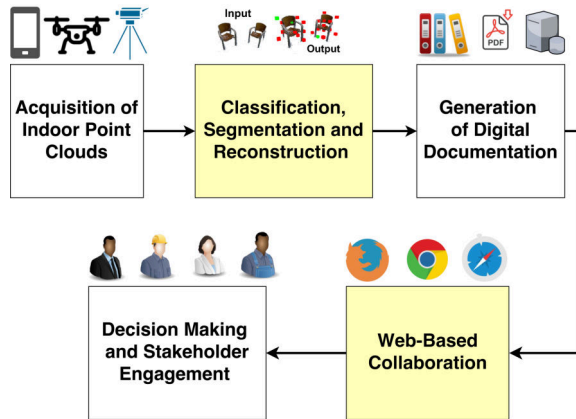 Input
Output
PDF
Acquisition of
Indoor Point
Clouds
Classification,
Segmentation and
Reconstruction
Generation
of Digital
Documentation
Decision Making
and Stakeholder
Engagement
Web-Based
Collaboration